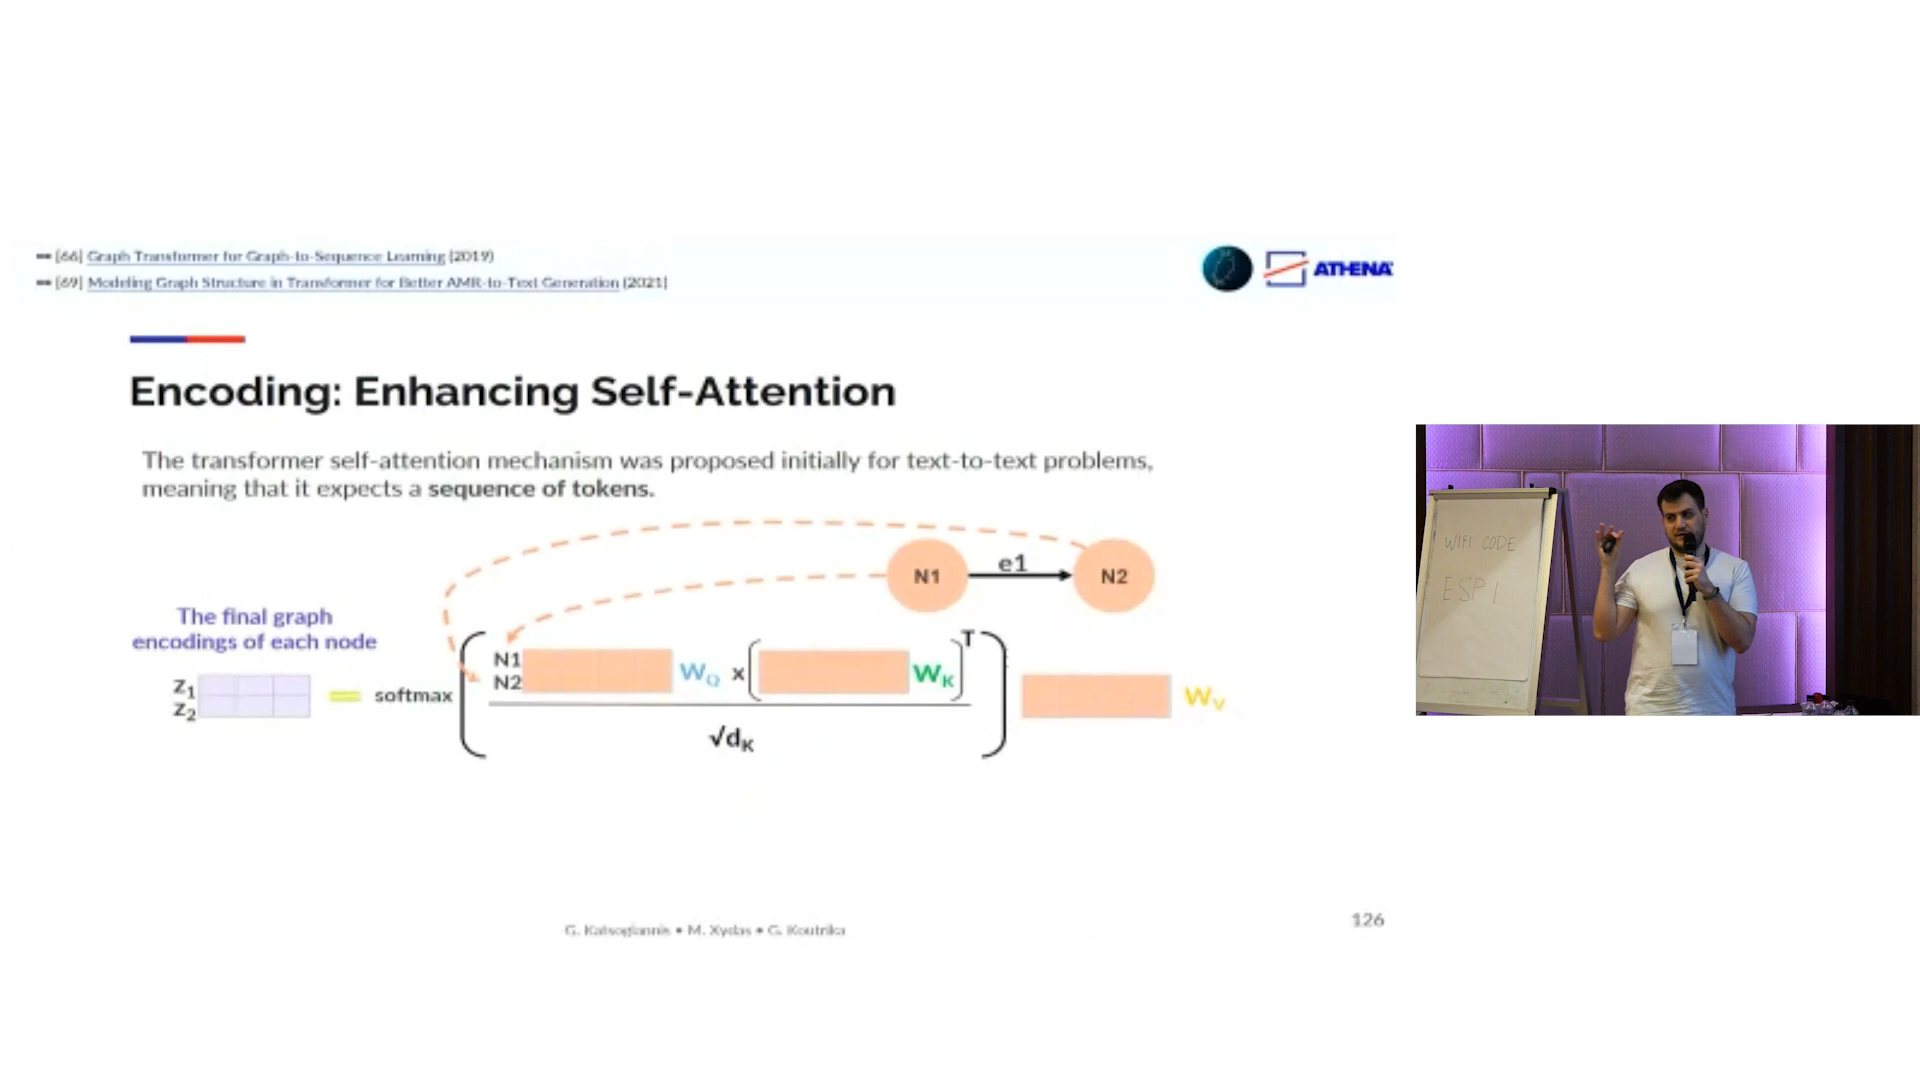 [66] Graph Transformer for Graph-to-Sequence Learning (2019)
[69] Modeling Graph Structure in Transformer for Better AMR-to-Text Generation (2021)
ATHENA
Encoding: Enhancing Self-Attention
The transformer self-attention mechanism was proposed initially for text-to-text problems,
meaning that it expects a sequence of tokens.
N1 e1 N2
The final graph
encodings of each node
Z1
Z2
=
softmax
N1
N2
WQ x WK T
√dK
WV
G. Katsogiannis • M. Xydas • G. Koutrika
126
WIFI CODE
ESP1